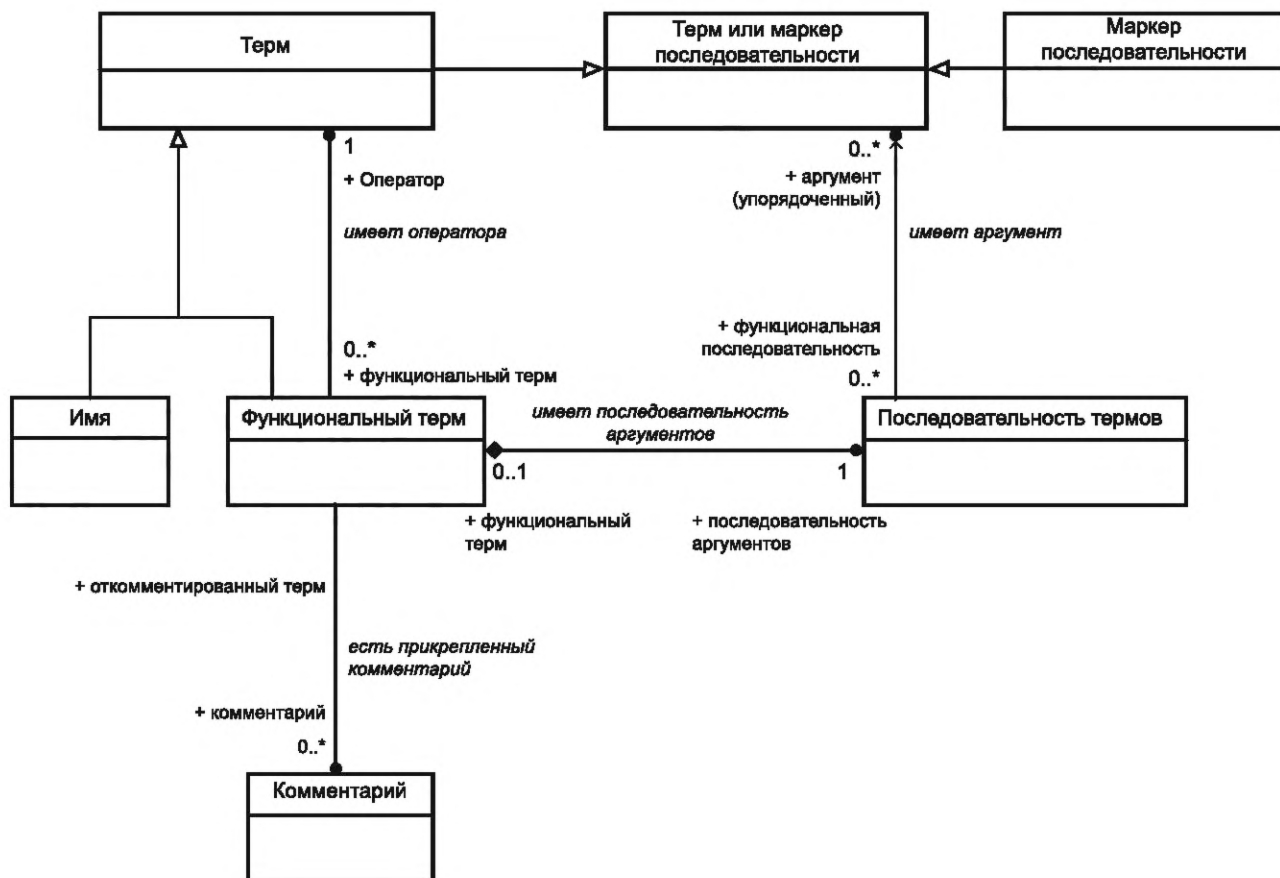 Терм
Терм или маркер
последовательности
Маркер
последовательности
1
+ Оператор
имеет оператора
0..*
+ аргумент
(упорядоченный)
имеет аргумент
0..*
+ функциональный терм
+ функциональная
последовательность
0..*
Имя
Функциональный терм
имеет последовательность
аргументов
Последовательность термов
0..1
1
+ функциональный
терм
+ последовательность
аргументов
+ откомментированный терм
есть прикрепленный
комментарий
+ комментарий
0..*
Комментарий